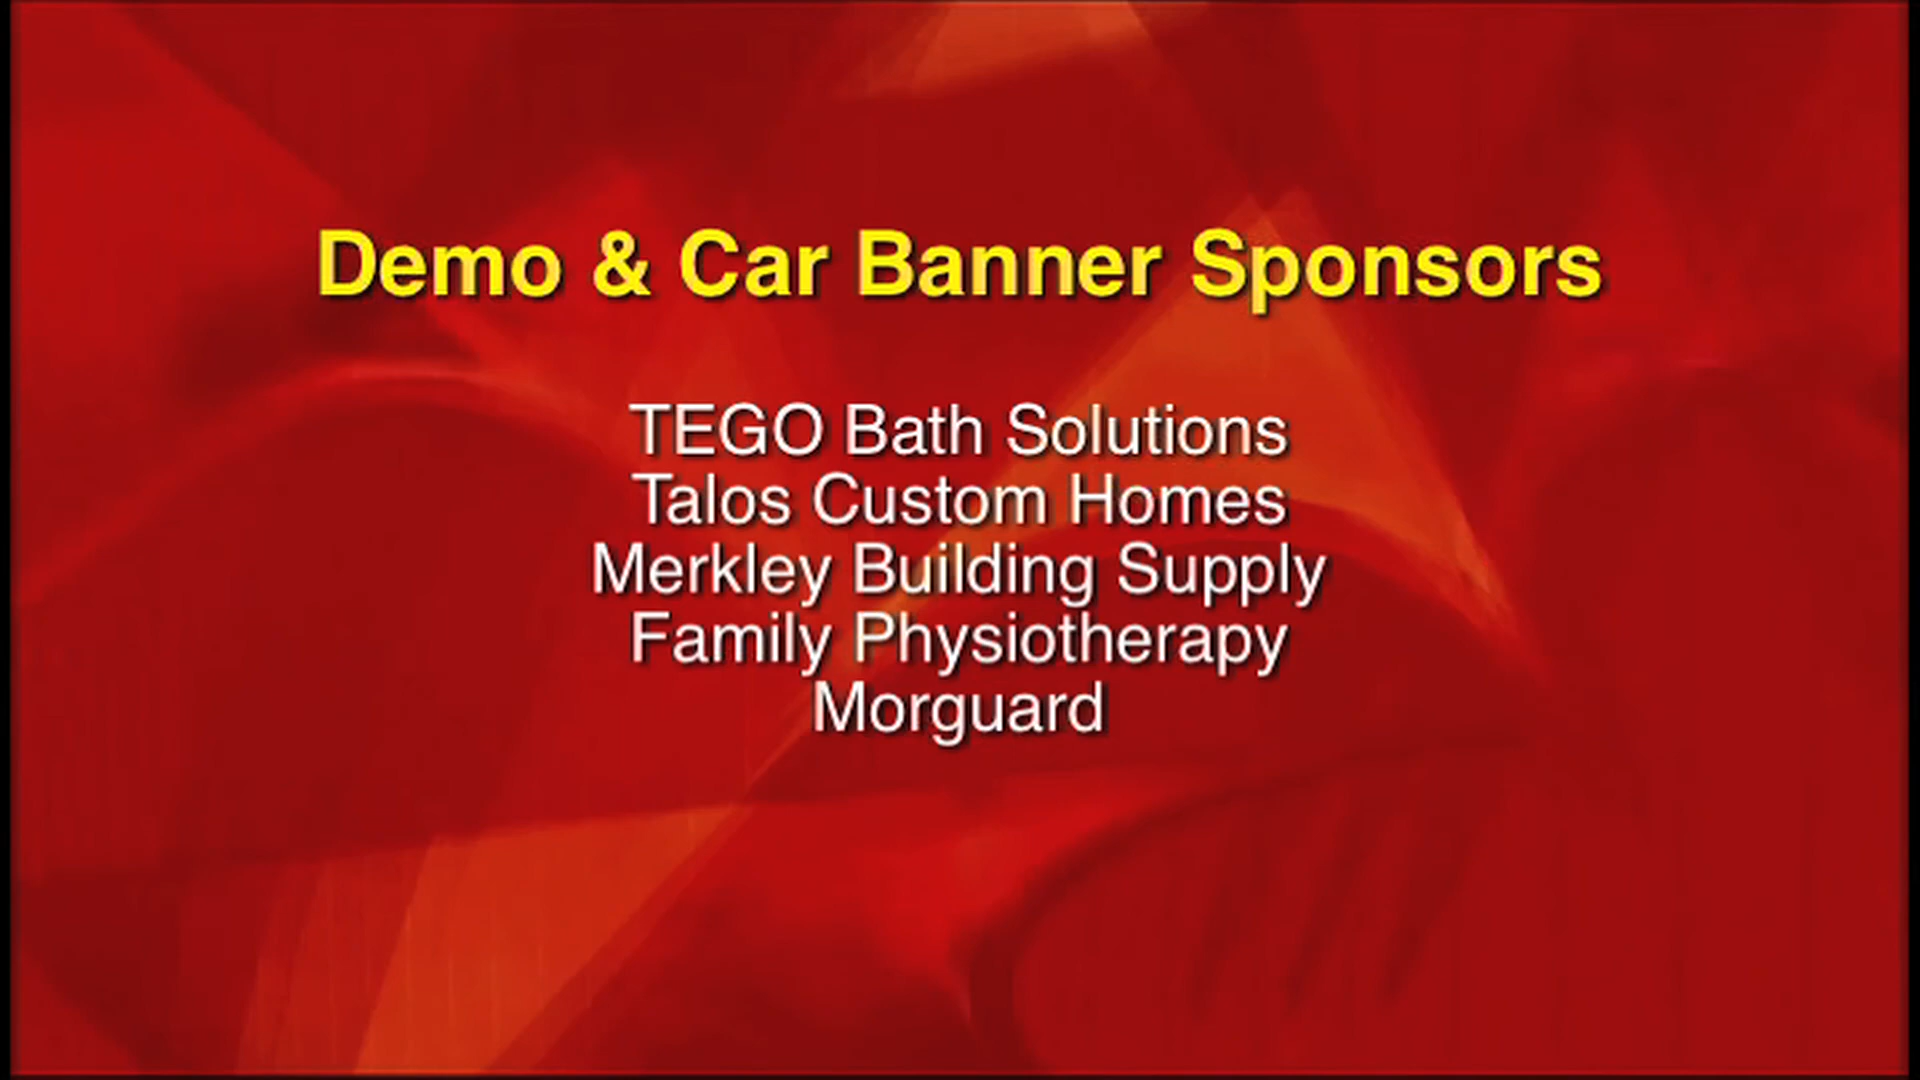 Demo & Car Banner Sponsors
TEGO Bath Solutions
Talos Custom Homes
Merkley Building Supply
Family Physiotherapy
Morguard